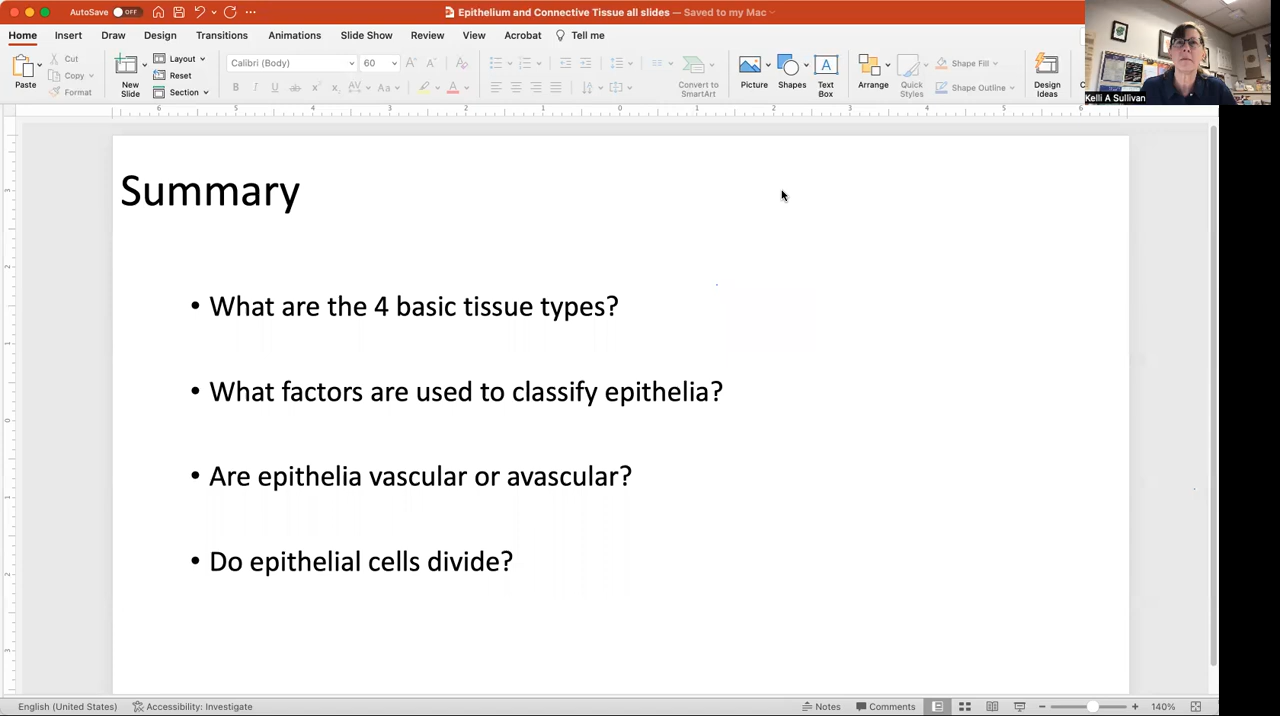 AutoSave OFF
Epithelium and Connective Tissue all slides — Saved to my Mac
Home Insert Draw Design Transitions Animations Slide Show Review View Acrobat Tell me
Paste
Cut
Copy
Format
New Slide
Layout
Reset
Section
Calibri (Body) 60
Convert to SmartArt
Picture
Shapes
Text Box
Arrange
Quick Styles
Shape Fill
Shape Outline
Design Ideas
Kelli A Sullivan
Summary
• What are the 4 basic tissue types?
• What factors are used to classify epithelia?
• Are epithelia vascular or avascular?
• Do epithelial cells divide?
English (United States) Accessibility: Investigate Notes Comments 140%